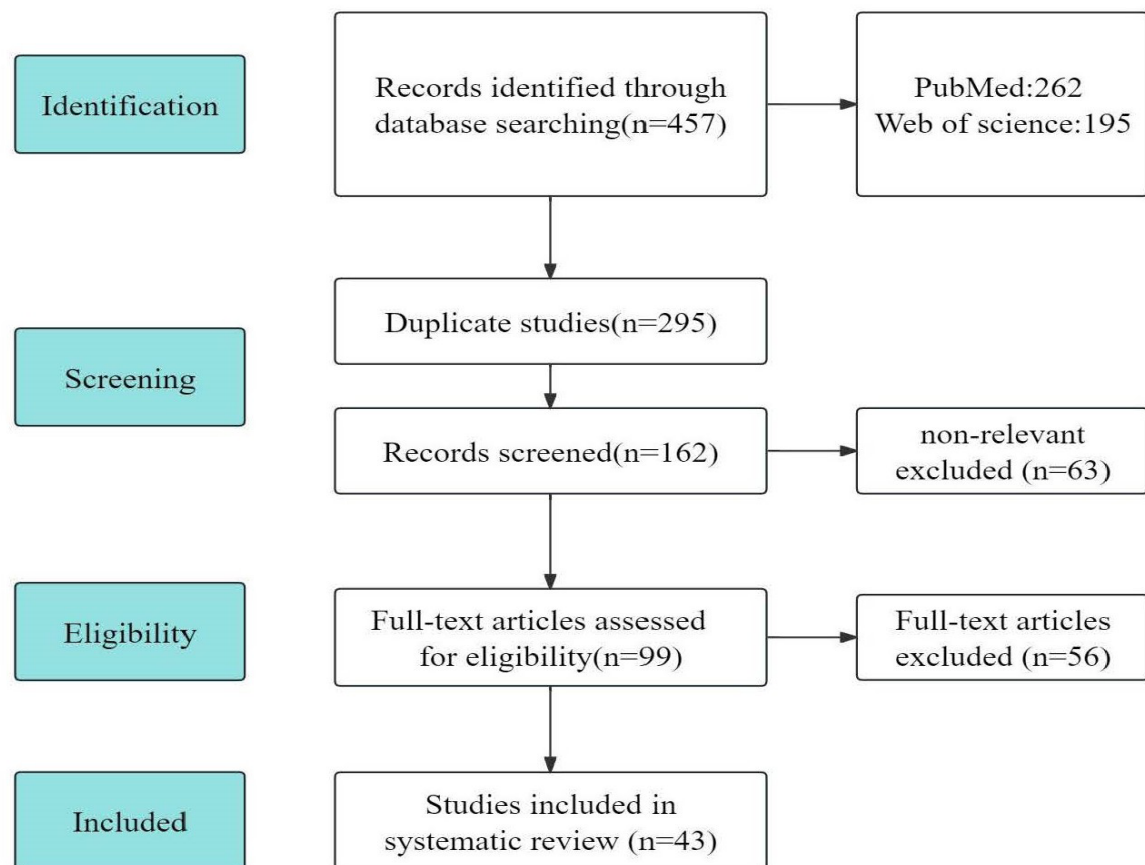 Identification
Records identified through
database searching(n=457)
PubMed:262
Web of science:195
Duplicate studies(n=295)
Screening
Records screened(n=162)
non-relevant
excluded (n=63)
Eligibility
Full-text articles assessed
for eligibility(n=99)
Full-text articles
excluded (n=56)
Included
Studies included in
systematic review (n=43)